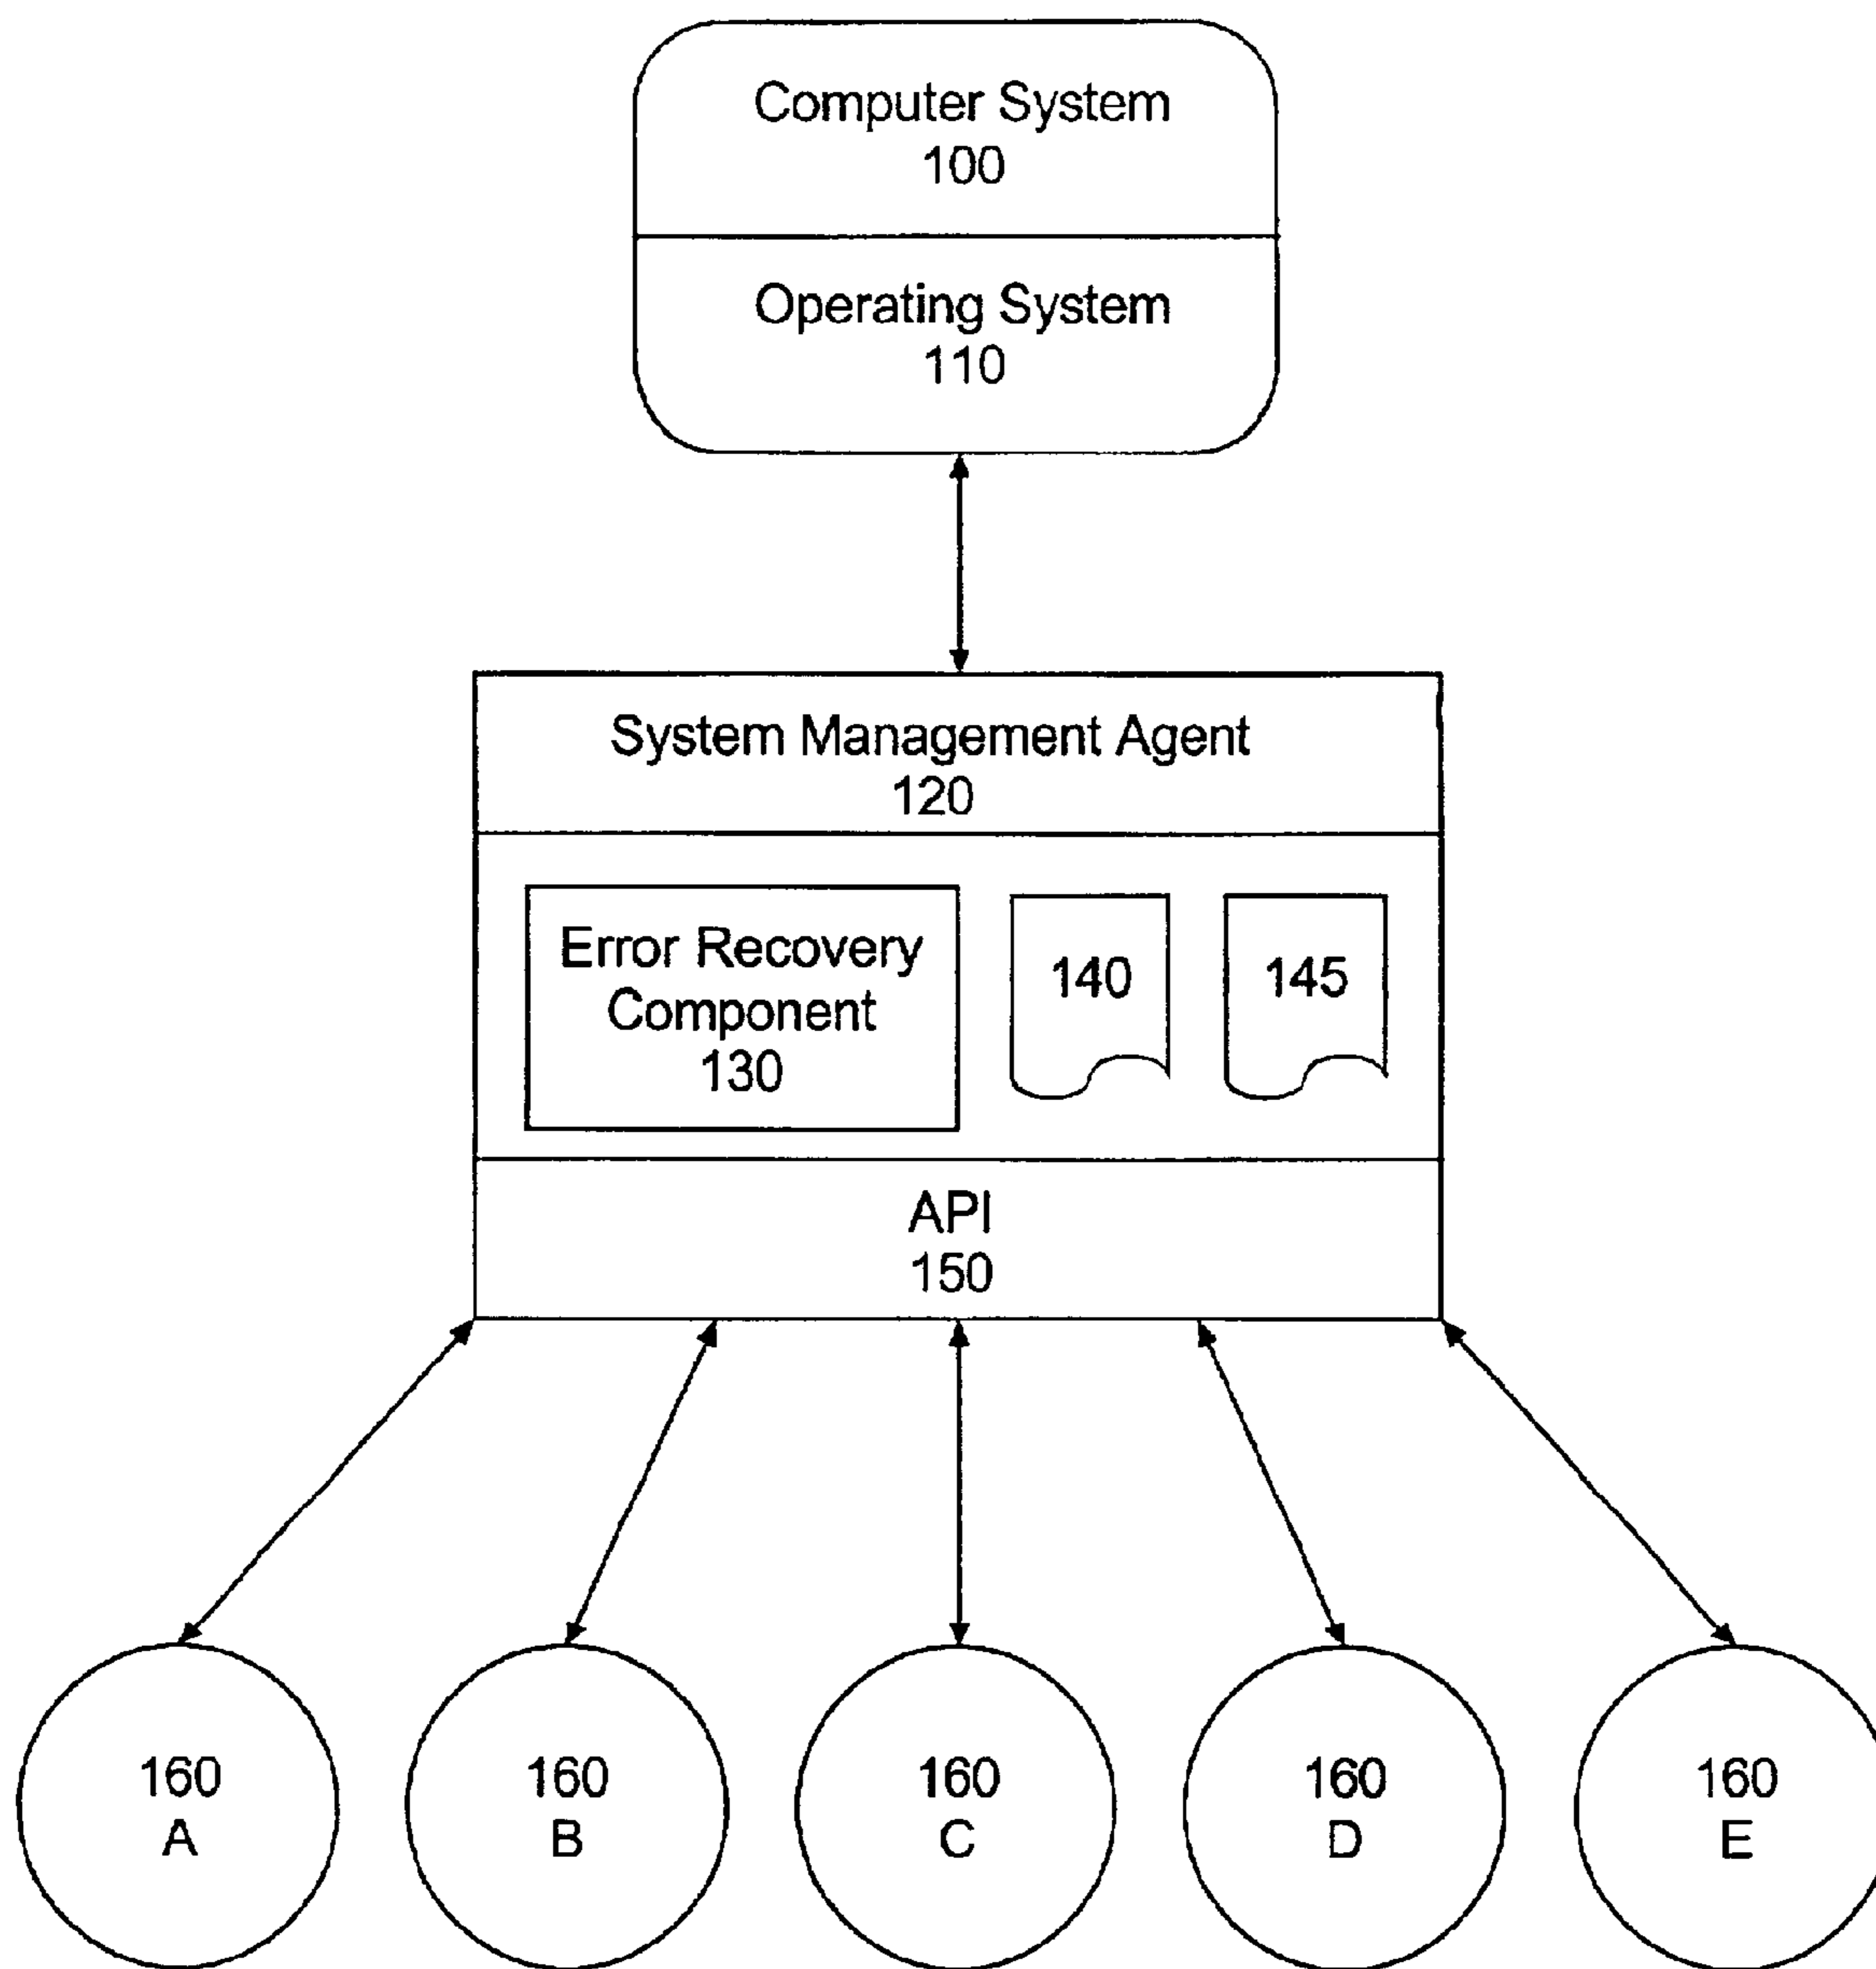 Computer System
100
Operating System
110
System Management Agent
120
Error Recovery
Component
130
140
145
API
150
160
A
160
B
160
C
160
D
160
E